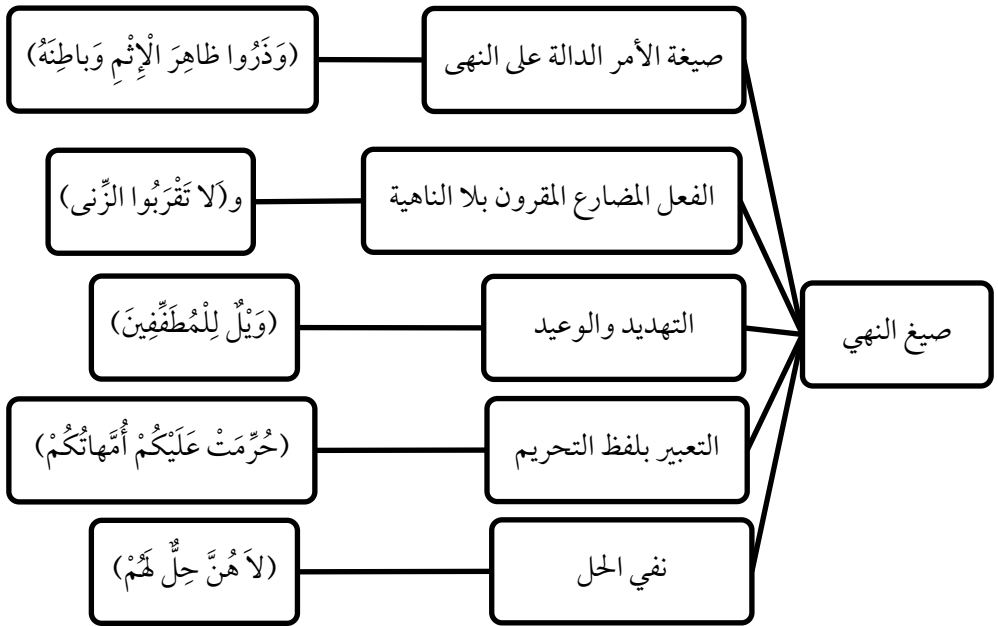 صيغ النهي
صيغة الأمر الدالة على النهى
(وَذَرُوا ظاهِرَ الْإِثْمِ وَباطِنَهُ)
الفعل المضارع المقرون بلا الناهية
و(َلا تَقْرَبُوا الزِّنى)
التهديد والوعيد
(وَيْلٌ لِلْمُطَفِّفِينَ)
التعبير بلفظ التحريم
(حُرِّمَتْ عَلَيْكُمْ أُمَّهاتُكُمْ)
نفي الحل
(لاَ هُنَّ حِلٌّ لَهُمْ)